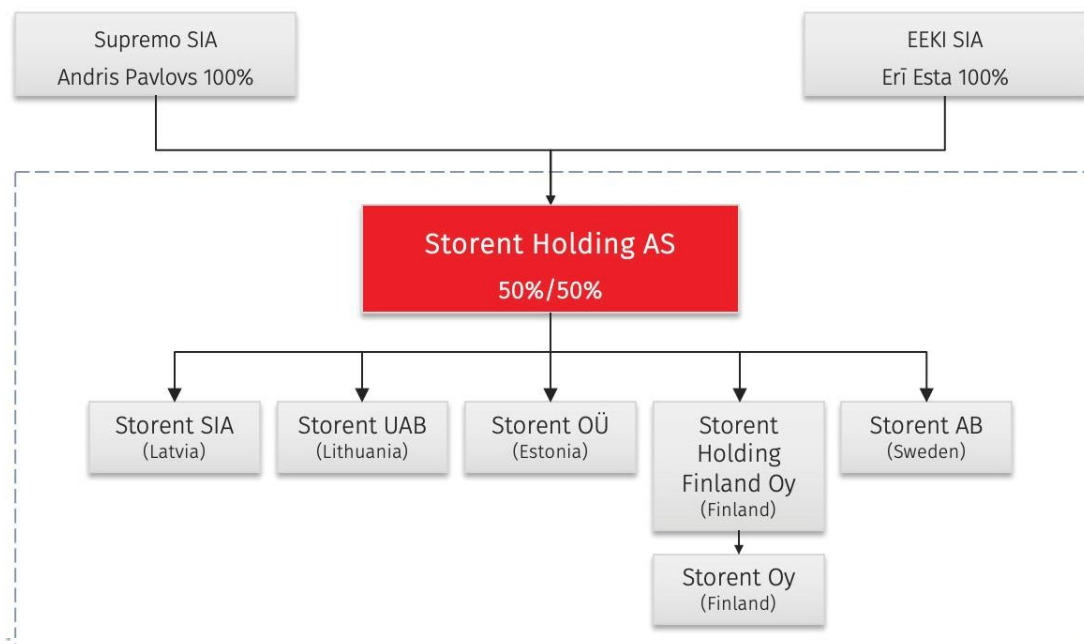 Supremo SIA
Andris Pavlovs 100%
EEKI SIA
Erī Esta 100%
Storent Holding AS
50%/50%
Storent SIA
(Latvia)
Storent UAB
(Lithuania)
Storent OÜ
(Estonia)
Storent
Holding
Finland Oy
(Finland)
Storent AB
(Sweden)
Storent Oy
(Finland)